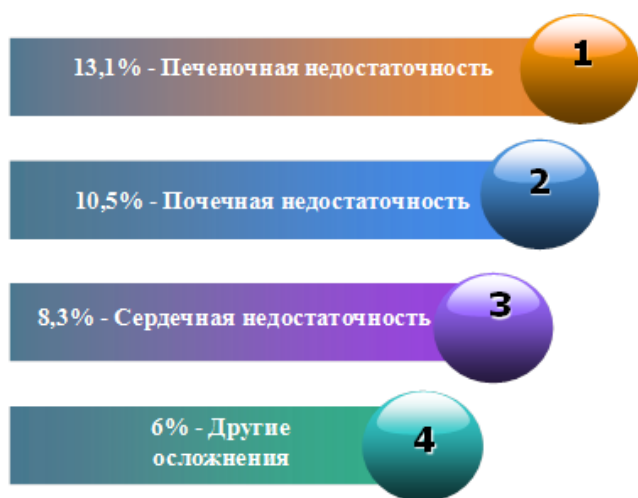 13,1% - Печеночная недостаточность
1
10,5% - Почечная недостаточность
2
8,3% - Сердечная недостаточность
3
6% - Другие
осложнения
4